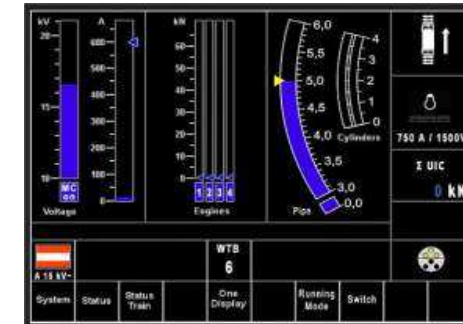 kV
A
kN
20
15
10
MC
on
Voltage
600
500
400
300
200
100
60
50
40
30
20
10
1 2 3 4
Engines
6,0
5,5
5,0
4,5
4,0
3,5
3,0
0,0
Pipe
4
3
2
1
0
Cylinders
750 A / 1500V
Σ UIC
0 kN
A 15 kV~
WTB
6
System
Status
Status
Train
One
Display
Running
Mode
Switch